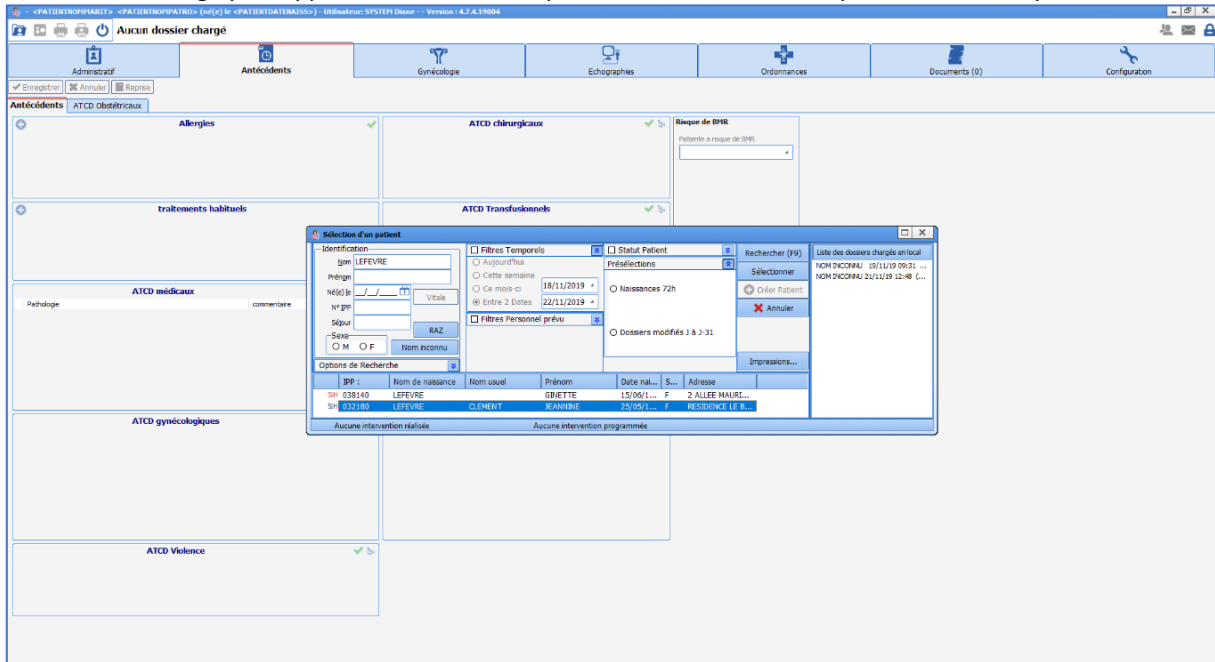 - <PATIENTNOMMARIT> <PATIENTNOMPATRO> (né(e) le <PATIENTDATENAISS>) - Utilisateur: SYSTEM Diane - - Version : 4.7.4.19004
Aucun dossier chargé
Administratif Antécédents Gynécologie Echographies Ordonnances Documents (0) Configuration
Enregistrer Annuler Reprise
Antécédents ATCD Obstétricaux
Allergies ATCD chirurgicaux Risque de BMR
Patiente a risque de BMR
traitements habituels ATCD Transfusionnels
ATCD médicaux
Pathologie commentaire
ATCD gynécologiques
ATCD Violence
Sélection d'un patient
Identification
Nom LEFEVRE
Prénom
Né(e) le __/__/____ Vitale
N° IPP
Séjour RAZ
Sexe
M F Nom inconnu
Options de Recherche
Filtres Temporels
Aujourd'hui
Cette semaine
Ce mois-ci 18/11/2019
Entre 2 Dates 22/11/2019
Filtres Personnel prévu
Statut Patient
Présélections
Naissances 72h
Dossiers modifiés J à J-31
Rechercher (F9)
Sélectionner
Créer Patient
Annuler
Impressions...
Liste des dossiers chargés en local
NOM INCONNU 19/11/19 09:31 ...
NOM INCONNU 21/11/19 12:48 (...
IPP : Nom de naissance Nom usuel Prénom Date nai... S... Adresse
SIH 038140 LEFEVRE GINETTE 15/06/1... F 2 ALLEE MAURI...
SIH 032180 LEFEVRE CLEMENT JEANNINE 25/05/1... F RESIDENCE LE B...
Aucune intervention réalisée Aucune intervention programmée